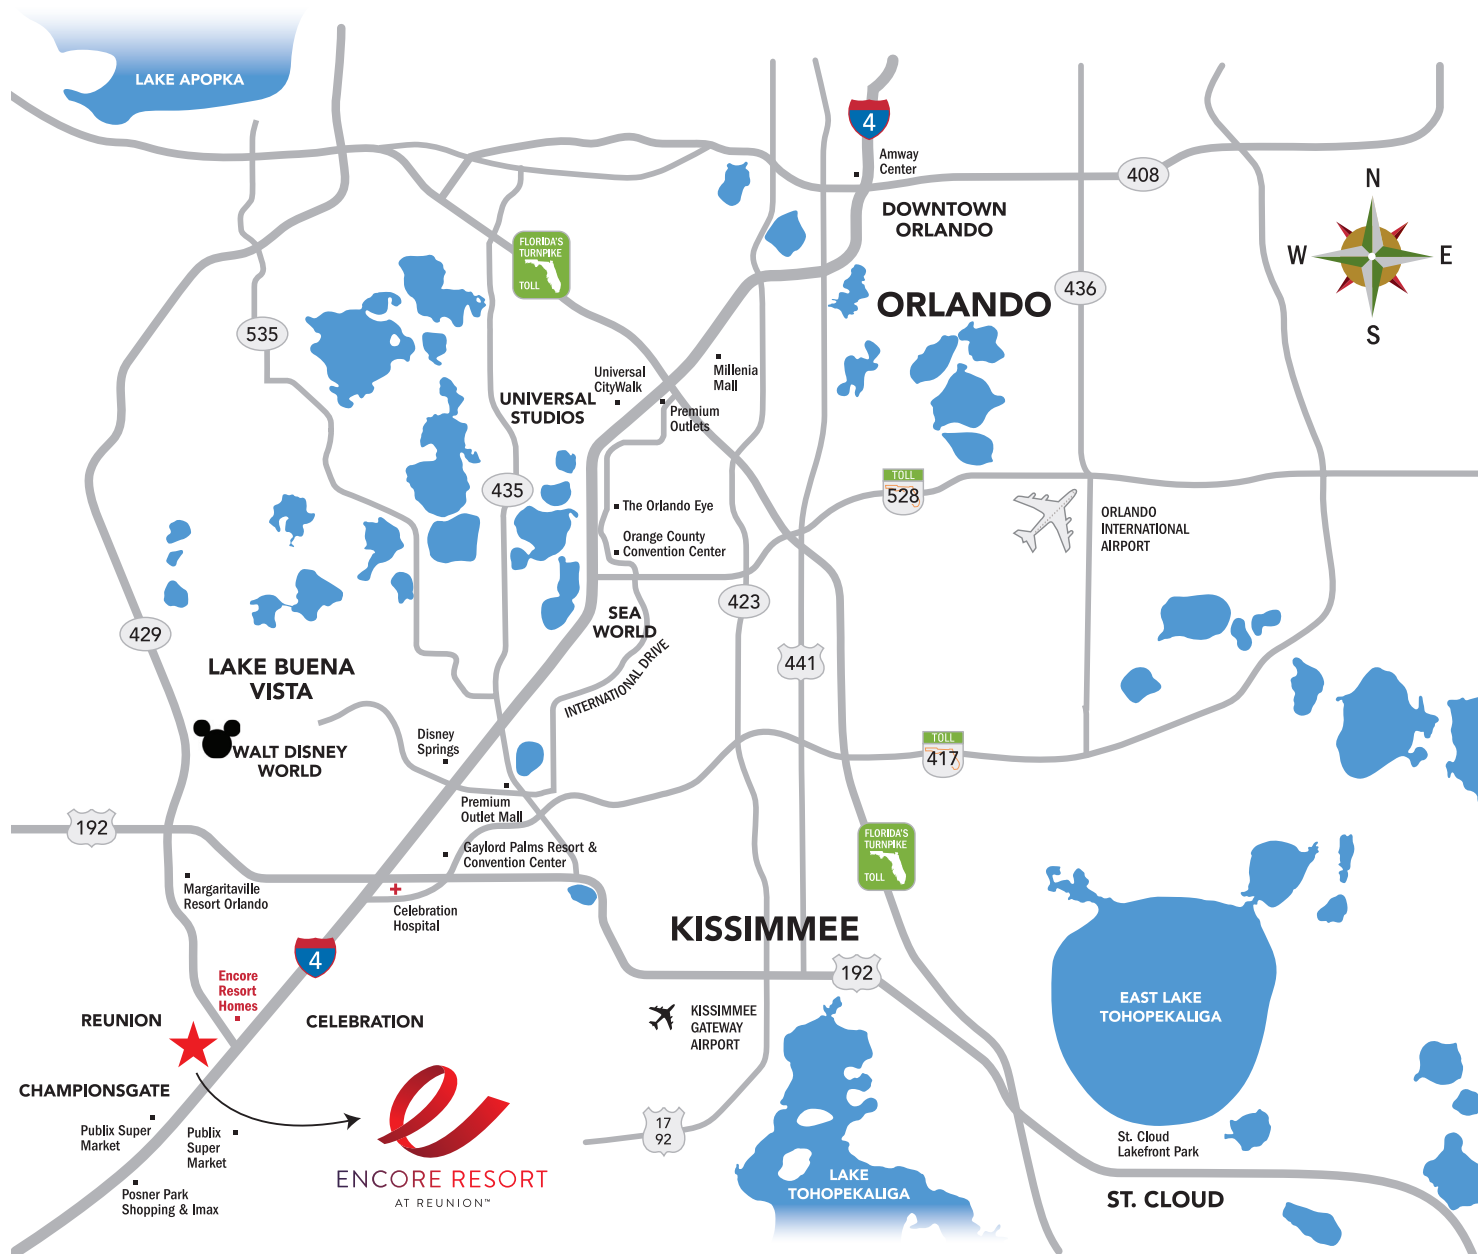 LAKE APOPKA
4
Amway
Center
408
DOWNTOWN
ORLANDO
N
W
E
S
FLORIDA'S
TURNPIKE
TOLL
436
ORLANDO
535
Universal
CityWalk
Millenia
Mall
UNIVERSAL
STUDIOS
Premium
Outlets
435
TOLL
528
The Orlando Eye
Orange County
Convention Center
ORLANDO
INTERNATIONAL
AIRPORT
423
SEA
WORLD
429
441
INTERNATIONAL DRIVE
LAKE BUENA
VISTA
WALT DISNEY
WORLD
Disney
Springs
TOLL
417
Premium
Outlet Mall
192
FLORIDA'S
TURNPIKE
TOLL
Gaylord Palms Resort &
Convention Center
Margaritaville
Resort Orlando
Celebration
Hospital
KISSIMMEE
4
192
Encore
Resort
Homes
EAST LAKE
TOHOPEKALIGA
REUNION
CELEBRATION
KISSIMMEE
GATEWAY
AIRPORT
CHAMPIONSGATE
Publix Super
Market
Publix
Super
Market
17
92
St. Cloud
Lakefront Park
ENCORE RESORT
AT REUNION™
LAKE
TOHOPEKALIGA
Posner Park
Shopping & Imax
ST. CLOUD